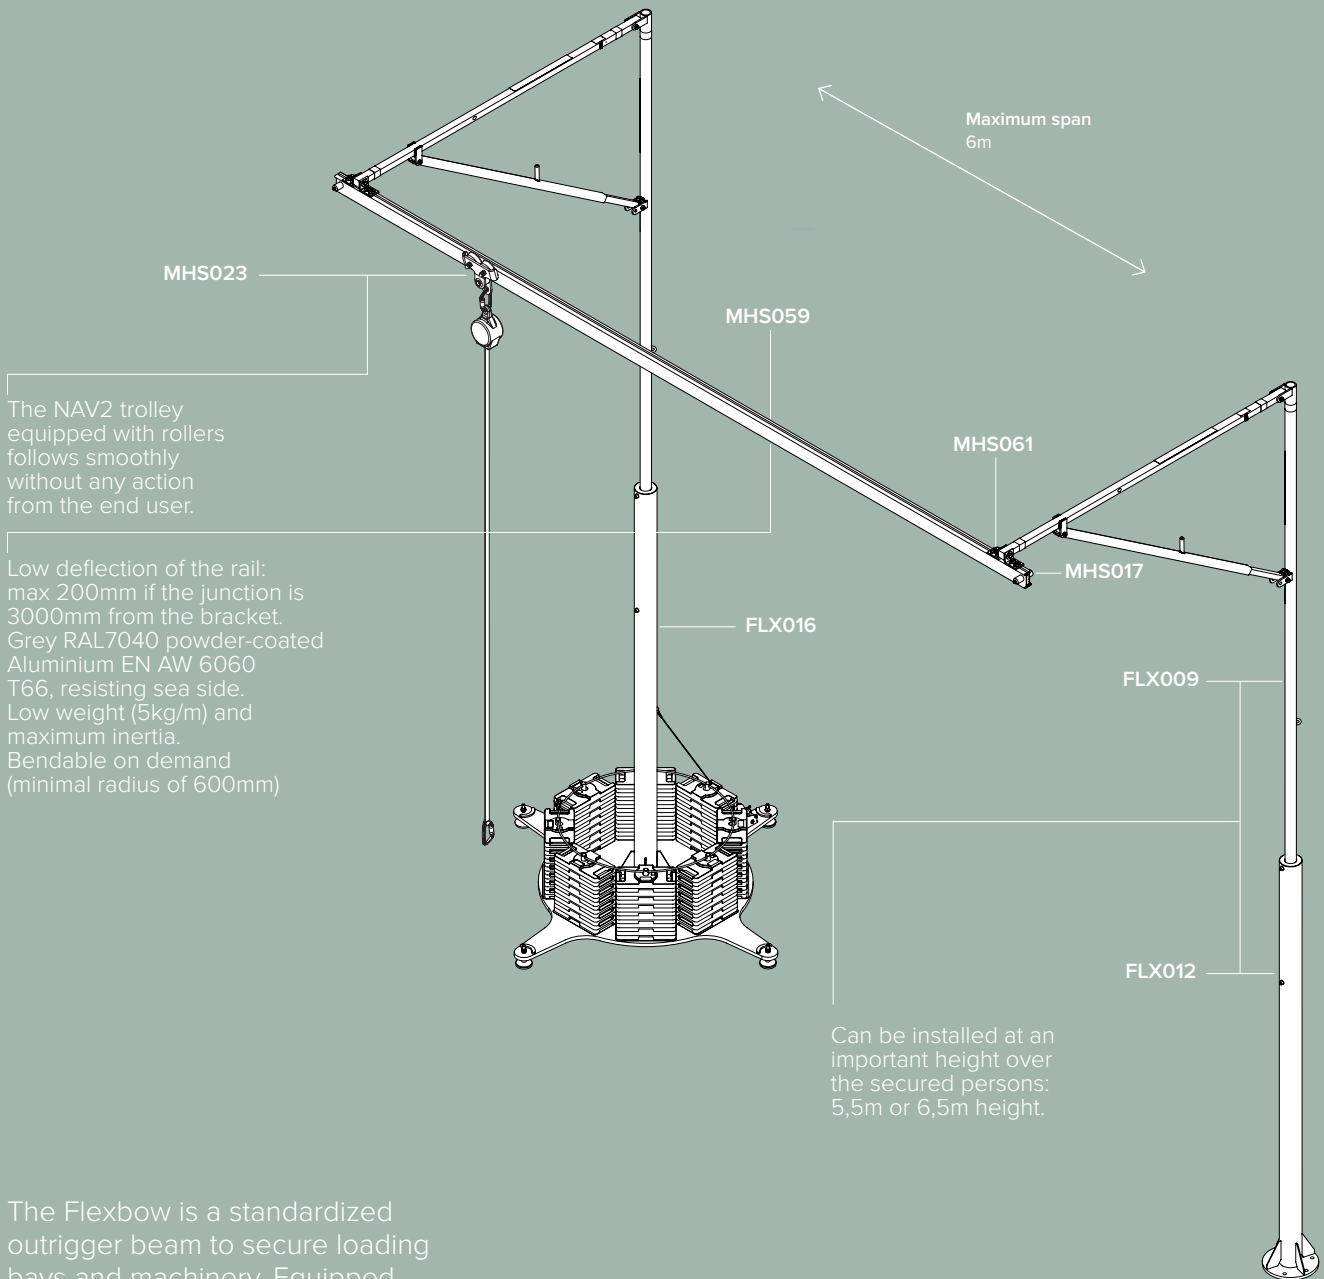 Maximum span
6m
MHS023
MHS059
The NAV2 trolley
equipped with rollers
follows smoothly
without any action
from the end user.
MHS061
Low deflection of the rail:
max 200mm if the junction is
3000mm from the bracket.
Grey RAL7040 powder-coated
Aluminium EN AW 6060
T66, resisting sea side.
Low weight (5kg/m) and
maximum inertia.
Bendable on demand
(minimal radius of 600mm)
MHS017
FLX016
FLX009
FLX012
Can be installed at an
important height over
the secured persons:
5,5m or 6,5m height.
The Flexbow is a standardized
outrigger beam to secure loading
bays and machinery. Equipped